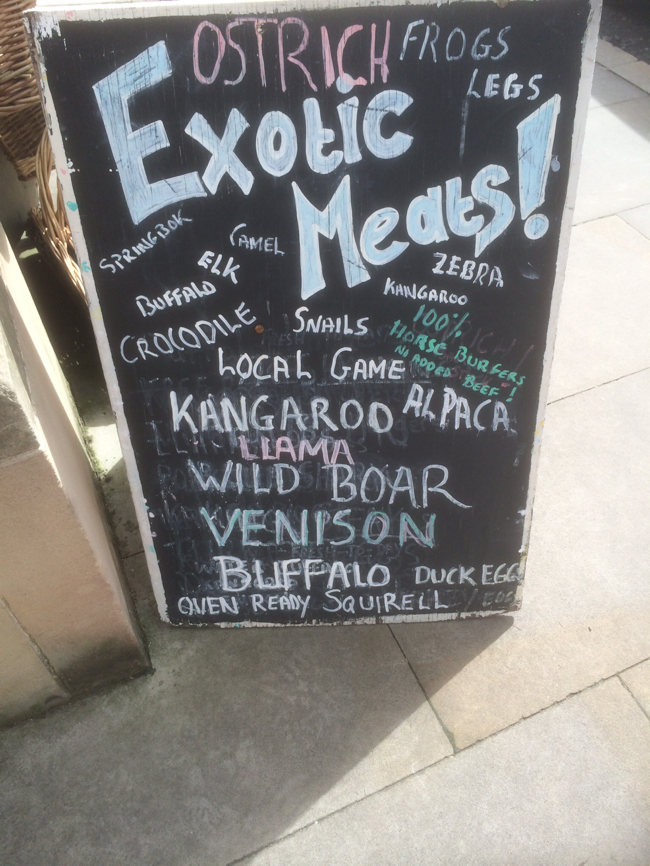 OSTRICH
FROGS
LEGS
Exotic
Meats!
SPRINGBOK
CAMEL
ELK
ZEBRA
BUFFALO
KANGAROO
CROCODILE
SNAILS
100%
HORSE BURGERS
NO ADDED BEEF!
LOCAL GAME
KANGAROO
ALPACA
LLAMA
WILD BOAR
VENISON
BUFFALO
DUCK EGGS
OVEN READY SQUIRELL